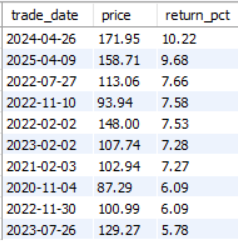 trade_date price return_pct
2024-04-26 171.95 10.22
2025-04-09 158.71 9.68
2022-07-27 113.06 7.66
2022-11-10 93.94 7.58
2022-02-02 148.00 7.53
2023-02-02 107.74 7.28
2021-02-03 102.94 7.27
2020-11-04 87.29 6.09
2022-11-30 100.99 6.09
2023-07-26 129.27 5.78